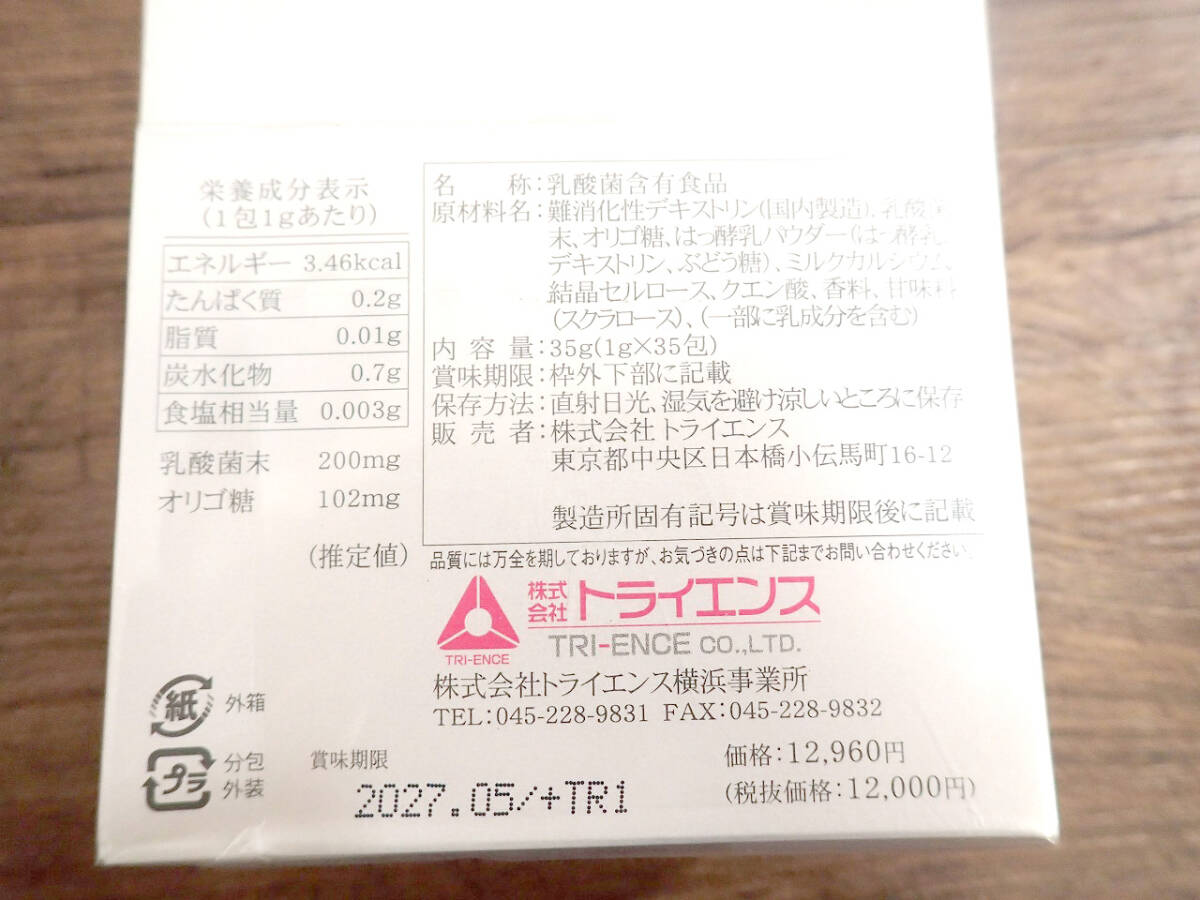 栄養成分表示
(1包1gあたり)
エネルギー 3.46kcal
たんぱく質 0.2g
脂質 0.01g
炭水化物 0.7g
食塩相当量 0.003g
乳酸菌末 200mg
オリゴ糖 102mg
(推定値)
名 称:乳酸菌含有食品
原材料名:難消化性デキストリン(国内製造)、乳酸菌
末、オリゴ糖、はっ酵乳パウダー(はっ酵乳、
デキストリン、ぶどう糖)、ミルクカルシウム、
結晶セルロース、クエン酸、香料、甘味料
(スクラロース)、(一部に乳成分を含む)
内 容 量:35g(1g×35包)
賞味期限:枠外下部に記載
保存方法:直射日光、湿気を避け涼しいところに保存
販 売 者:株式会社 トライエンス
東京都中央区日本橋小伝馬町16-12
製造所固有記号は賞味期限後に記載
品質には万全を期しておりますが、お気づきの点は下記までお問い合わせください。
TRI-ENCE
株式会社 トライエンス
TRI-ENCE CO.,LTD.
株式会社トライエンス横浜事業所
TEL:045-228-9831 FAX:045-228-9832
紙 外箱
プラ 分包
外装
賞味期限
2027.05/+TR1
価格:12,960円
(税抜価格:12,000円)